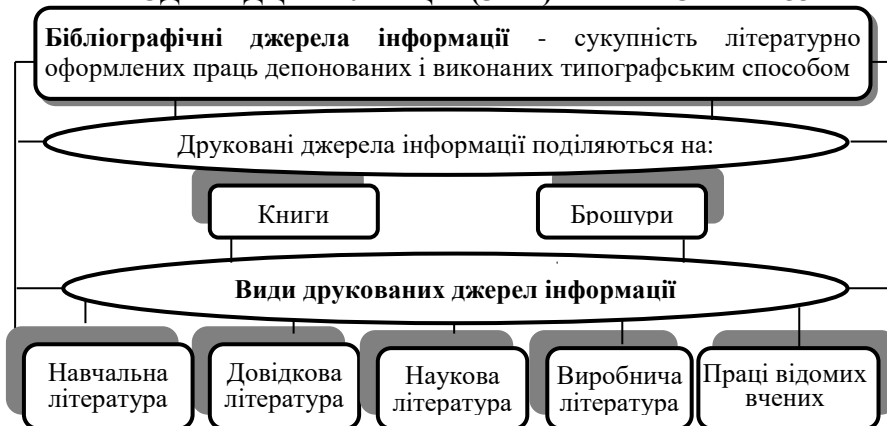 Бібліографічні джерела інформації - сукупність літературно
оформлених праць депонованих і виконаних типографським способом
Друковані джерела інформації поділяються на:
Книги
Брошури
Види друкованих джерел інформації
Навчальна
література
Довідкова
література
Наукова
література
Виробнича
література
Праці відомих
вчених